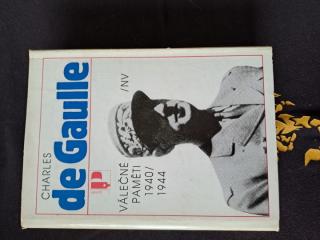 CHARLES
de Gaulle
VÁLEČNÉ
PAMĚTI
1940/
1944
/NV